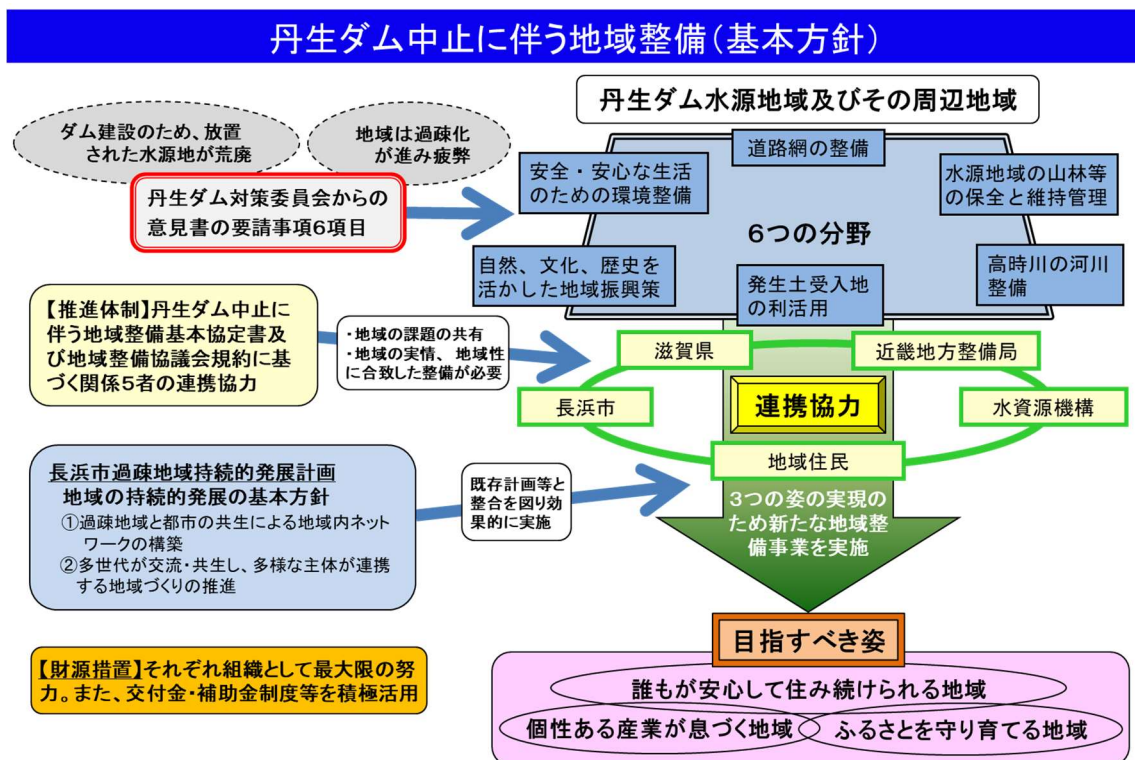 丹生ダム中止に伴う地域整備(基本方針)
丹生ダム水源地域及びその周辺地域
ダム建設のため、放置
された水源地が荒廃
地域は過疎化
が進み疲弊
丹生ダム対策委員会からの
意見書の要請事項6項目
道路網の整備
安全・安心な生活
のための環境整備
水源地域の山林等
の保全と維持管理
6つの分野
自然、文化、歴史を
活かした地域振興策
発生土受入地
の利活用
高時川の河川
整備
【推進体制】丹生ダム中止に
伴う地域整備基本協定書及
び地域整備協議会規約に基
づく関係5者の連携協力
・地域の課題の共有
・地域の実情、地域性
に合致した整備が必要
滋賀県
近畿地方整備局
長浜市
連携協力
水資源機構
地域住民
長浜市過疎地域持続的発展計画
地域の持続的発展の基本方針
①過疎地域と都市の共生による地域内ネット
ワークの構築
②多世代が交流・共生し、多様な主体が連携
する地域づくりの推進
既存計画等と
整合を図り効
果的に実施
3つの姿の実現の
ため新たな地域整
備事業を実施
目指すべき姿
【財源措置】それぞれ組織として最大限の努
力。また、交付金・補助金制度等を積極活用
誰もが安心して住み続けられる地域
個性ある産業が息づく地域
ふるさとを守り育てる地域